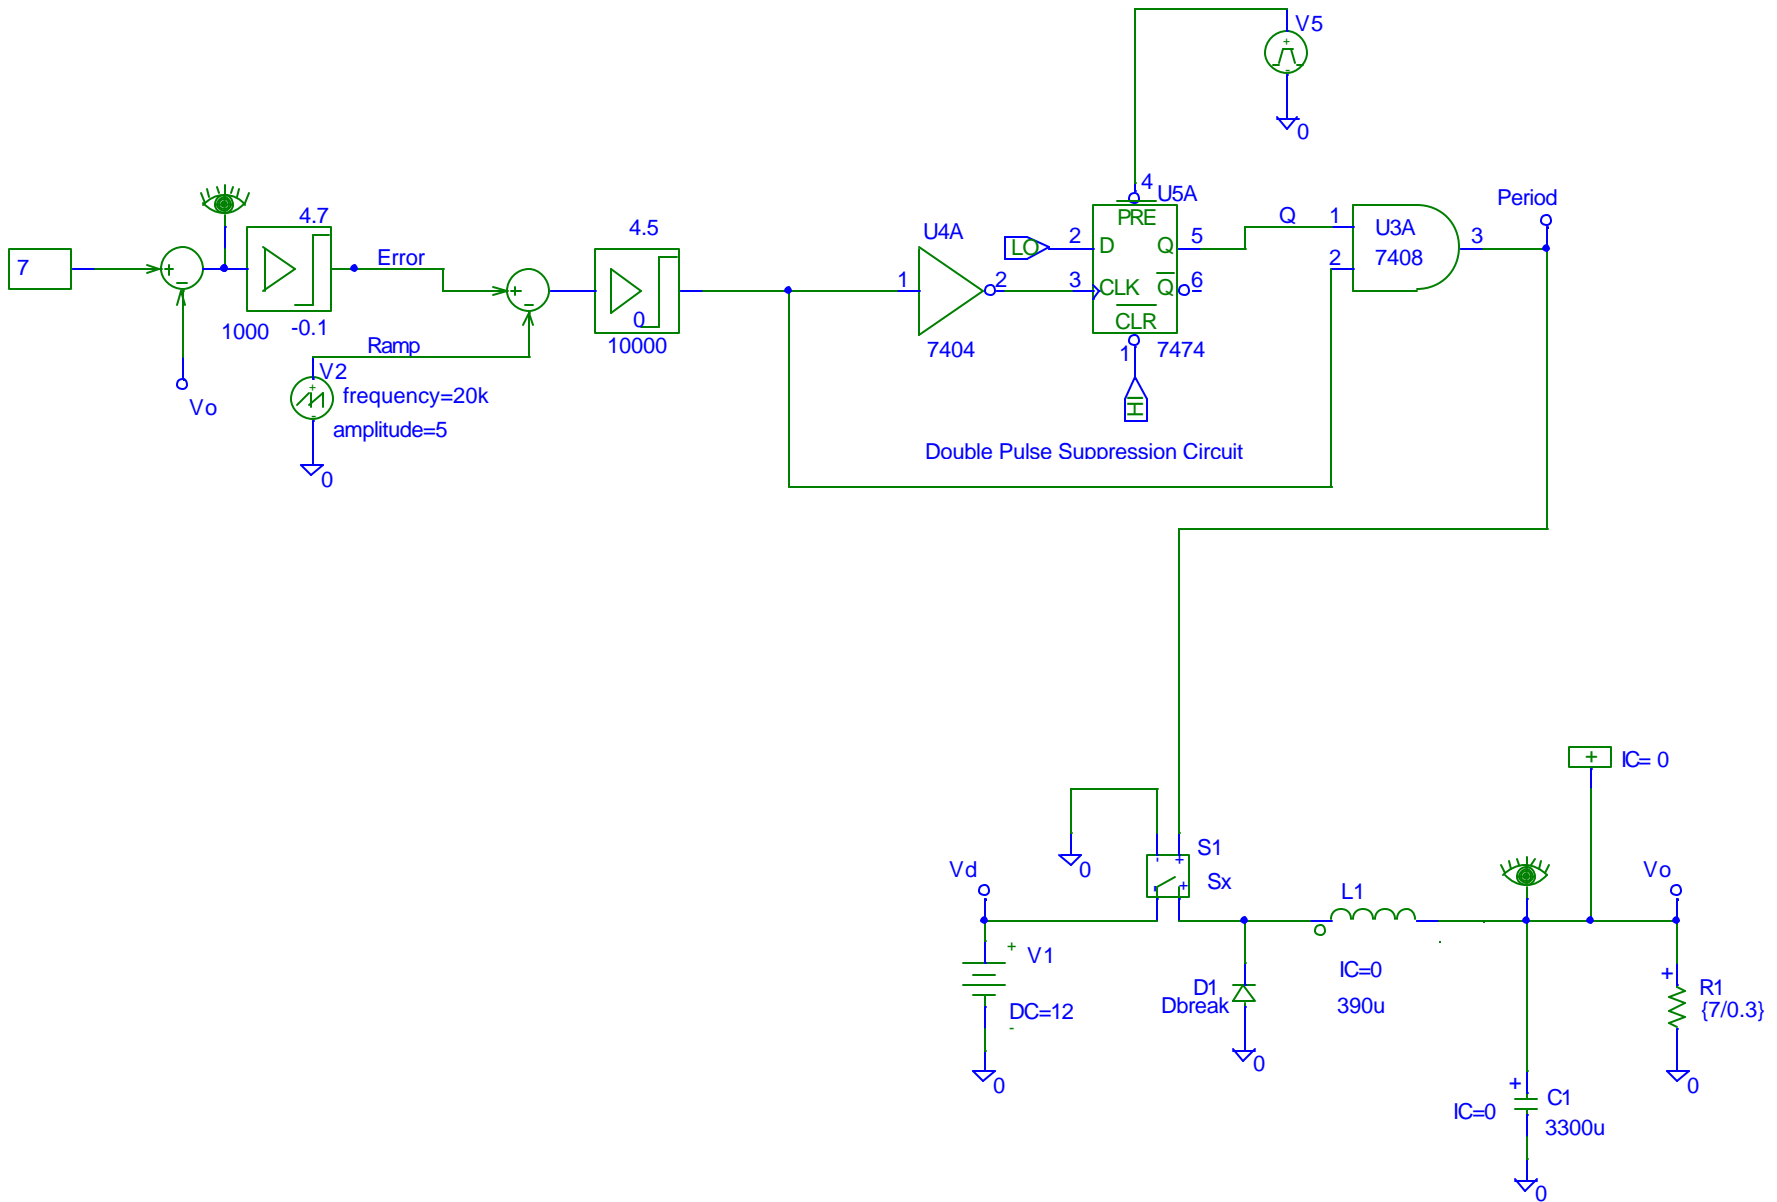 V5
0
4
U5A
PRE
LO
2
D
Q
5
3
CLK
Q
6
CLR
1
7474
HI
Q
1
2
U3A
7408
3
Period
7
+
-
4.7
1000
-0.1
Error
+
-
4.5
0
10000
U4A
1
2
7404
Vo
Ramp
V2
frequency=20k
amplitude=5
0
Double Pulse Suppression Circuit
IC= 0
0
S1
Sx
Vd
L1
Vo
V1
DC=12
0
D1
Dbreak
0
IC=0
390u
R1
{7/0.3}
0
IC=0
C1
3300u
0